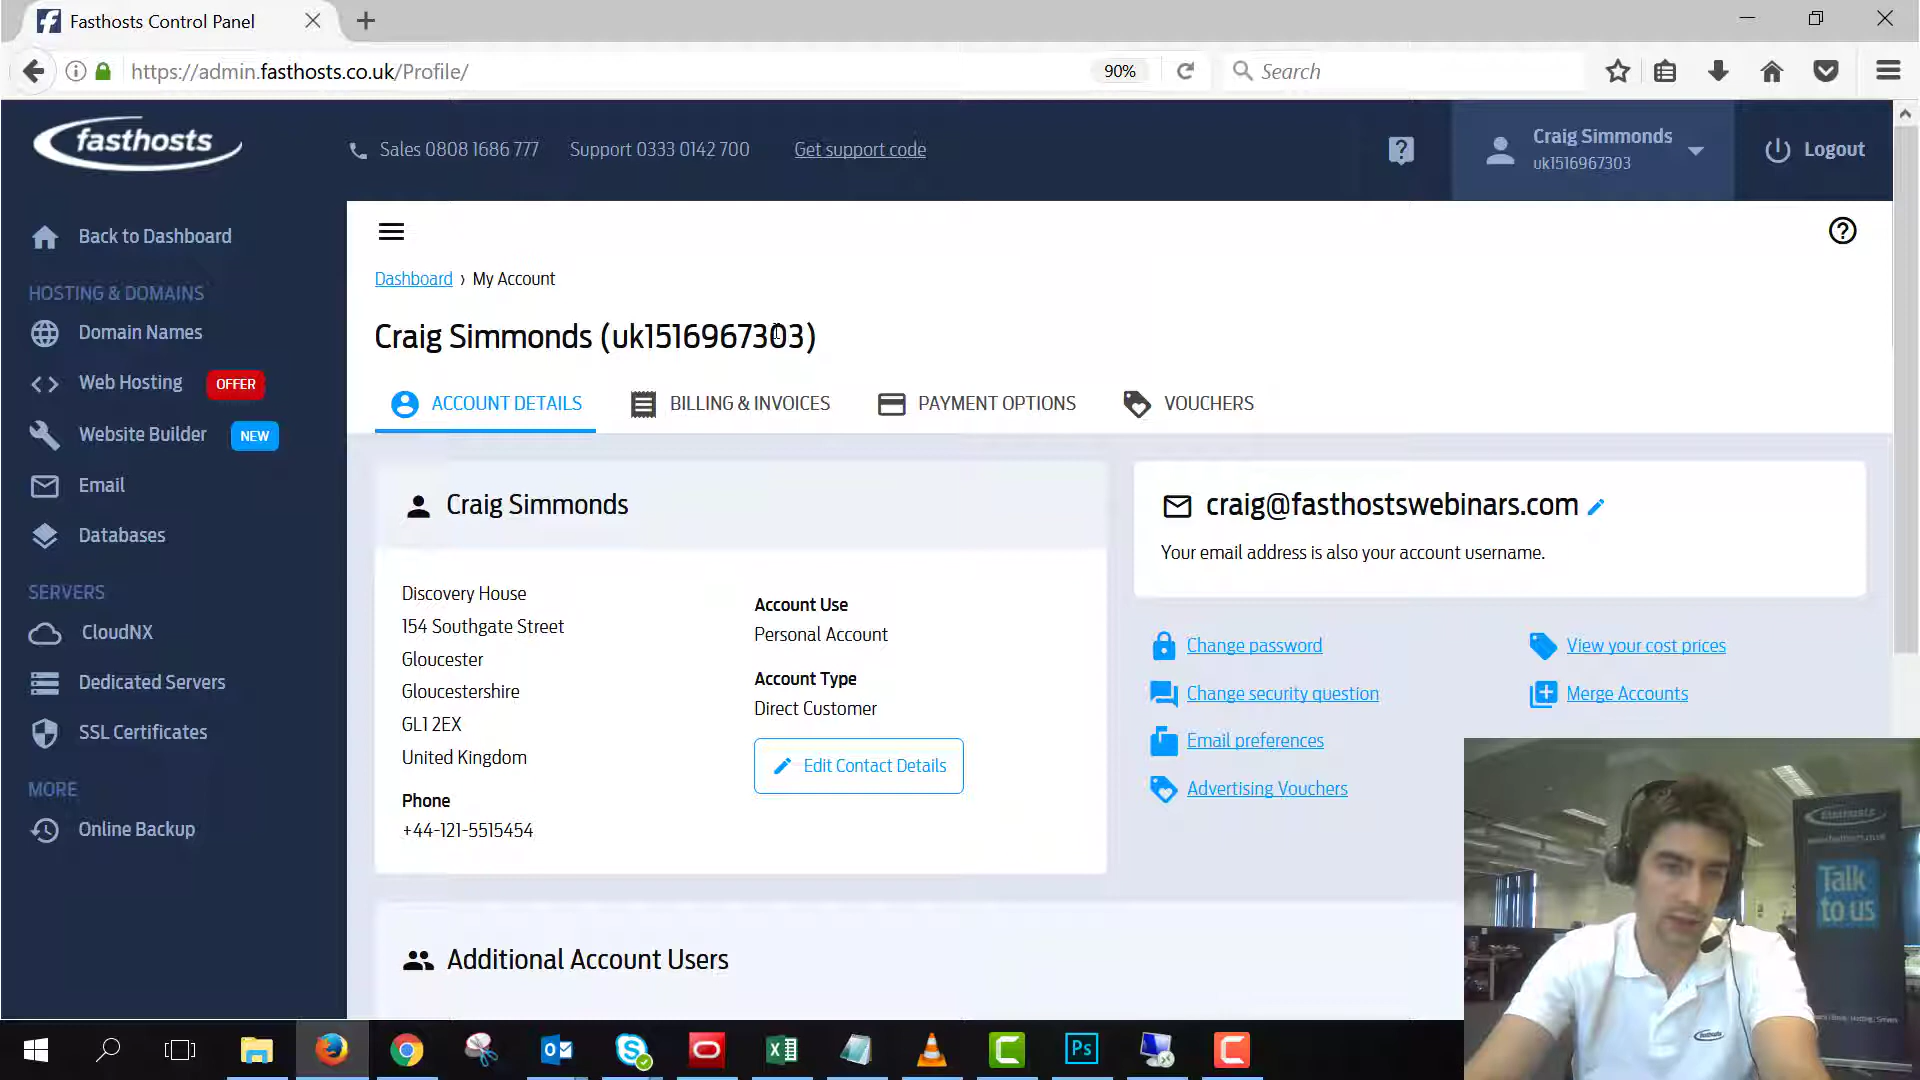 Fasthosts Control Panel
https://admin.fasthosts.co.uk/Profile/
90%
Search
fasthosts
Sales 0808 1686 777
Support 0333 0142 700
Get support code
Craig Simmonds
uk1516967303
Logout
Back to Dashboard
HOSTING & DOMAINS
Domain Names
Web Hosting OFFER
Website Builder NEW
Email
Databases
SERVERS
CloudNX
Dedicated Servers
SSL Certificates
MORE
Online Backup
Dashboard › My Account
Craig Simmonds (uk1516967303)
ACCOUNT DETAILS
BILLING & INVOICES
PAYMENT OPTIONS
VOUCHERS
Craig Simmonds
Discovery House
154 Southgate Street
Gloucester
Gloucestershire
GL1 2EX
United Kingdom
Phone
+44-121-5515454
Account Use
Personal Account
Account Type
Direct Customer
Edit Contact Details
craig@fasthostswebinars.com
Your email address is also your account username.
Change password
Change security question
Email preferences
Advertising Vouchers
View your cost prices
Merge Accounts
Additional Account Users
fasthosts
Talk
to us
Ps